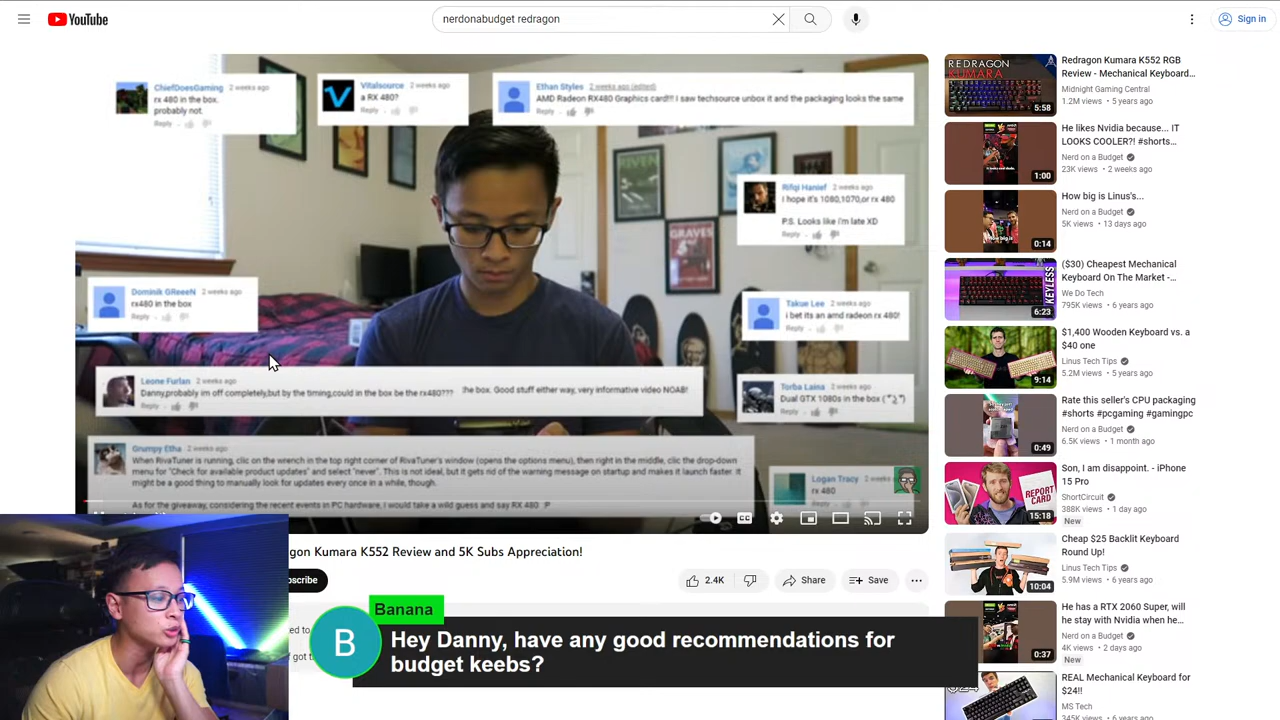 YouTube
nerdonabudget redragon
Sign in
ChiefDoesGaming 2 weeks ago
rx 480 in the box.
probably not.
Reply
Vitalsource 2 weeks ago
a RX 480?
Reply
Ethan Styles 2 weeks ago (edited)
AMD Radeon RX480 Graphics card!!! I saw techsource unbox it and the packaging looks the same
Reply
Rifqi Hanief 2 weeks ago
I hope it's 1080,1070,or rx 480
P.S. Looks like i'm late XD
Reply
Dominik GReeeN 2 weeks ago
rx480 in the box
Reply
Takue Lee 2 weeks ago
i bet its an amd radeon rx 480!
Reply
Leone Furlan 2 weeks ago
Danny,probably im off completely,but by the timing,could in the box be the rx480??? the box. Good stuff either way, very informative video NOAB!
Reply
Torba Laina 2 weeks ago
Dual GTX 1080s in the box
Reply
Grumpy Etha 2 weeks ago
When RivaTuner is running, clic on the wrench in the top right corner of RivaTuner's window (opens the options menu), then right in the middle, clic the drop-down
menu for "Check for available product updates" and select "never". This is not ideal, but it gets rid of the warning message on startup and makes it launch faster. It
might be a good thing to manually look for updates every once in a while, though.
As for the giveaway, considering the recent events in PC hardware, I would take a wild guess and say RX 480 :P
Logan Tracy
rx 480
RIVEN
GRAVES
CC
gon Kumara K552 Review and 5K Subs Appreciation!
scribe
2.4K
Share
Save
Banana
B
Hey Danny, have any good recommendations for
budget keebs?
REDRAGON
KUMARA
5:58
Redragon Kumara K552 RGB
Review - Mechanical Keyboard...
Midnight Gaming Central
1.2M views • 5 years ago
1:00
He likes Nvidia because... IT
LOOKS COOLER?! #shorts...
Nerd on a Budget
23K views • 2 weeks ago
0:14
How big is Linus's...
Nerd on a Budget
5K views • 13 days ago
KEYLESS
6:23
($30) Cheapest Mechanical
Keyboard On The Market -...
We Do Tech
795K views • 6 years ago
9:14
$1,400 Wooden Keyboard vs. a
$40 one
Linus Tech Tips
5.2M views • 5 years ago
0:49
Rate this seller's CPU packaging
#shorts #pcgaming #gamingpc
Nerd on a Budget
6.5K views • 1 month ago
REPORT
CARD
15:18
Son, I am disappoint. - iPhone
15 Pro
ShortCircuit
388K views • 1 day ago
New
10:04
Cheap $25 Backlit Keyboard
Round Up!
Linus Tech Tips
5.9M views • 6 years ago
0:37
He has a RTX 2060 Super, will
he stay with Nvidia when he...
Nerd on a Budget
4K views • 2 days ago
New
$24
REAL Mechanical Keyboard for
$24!!
MS Tech
345K views • 6 years ago